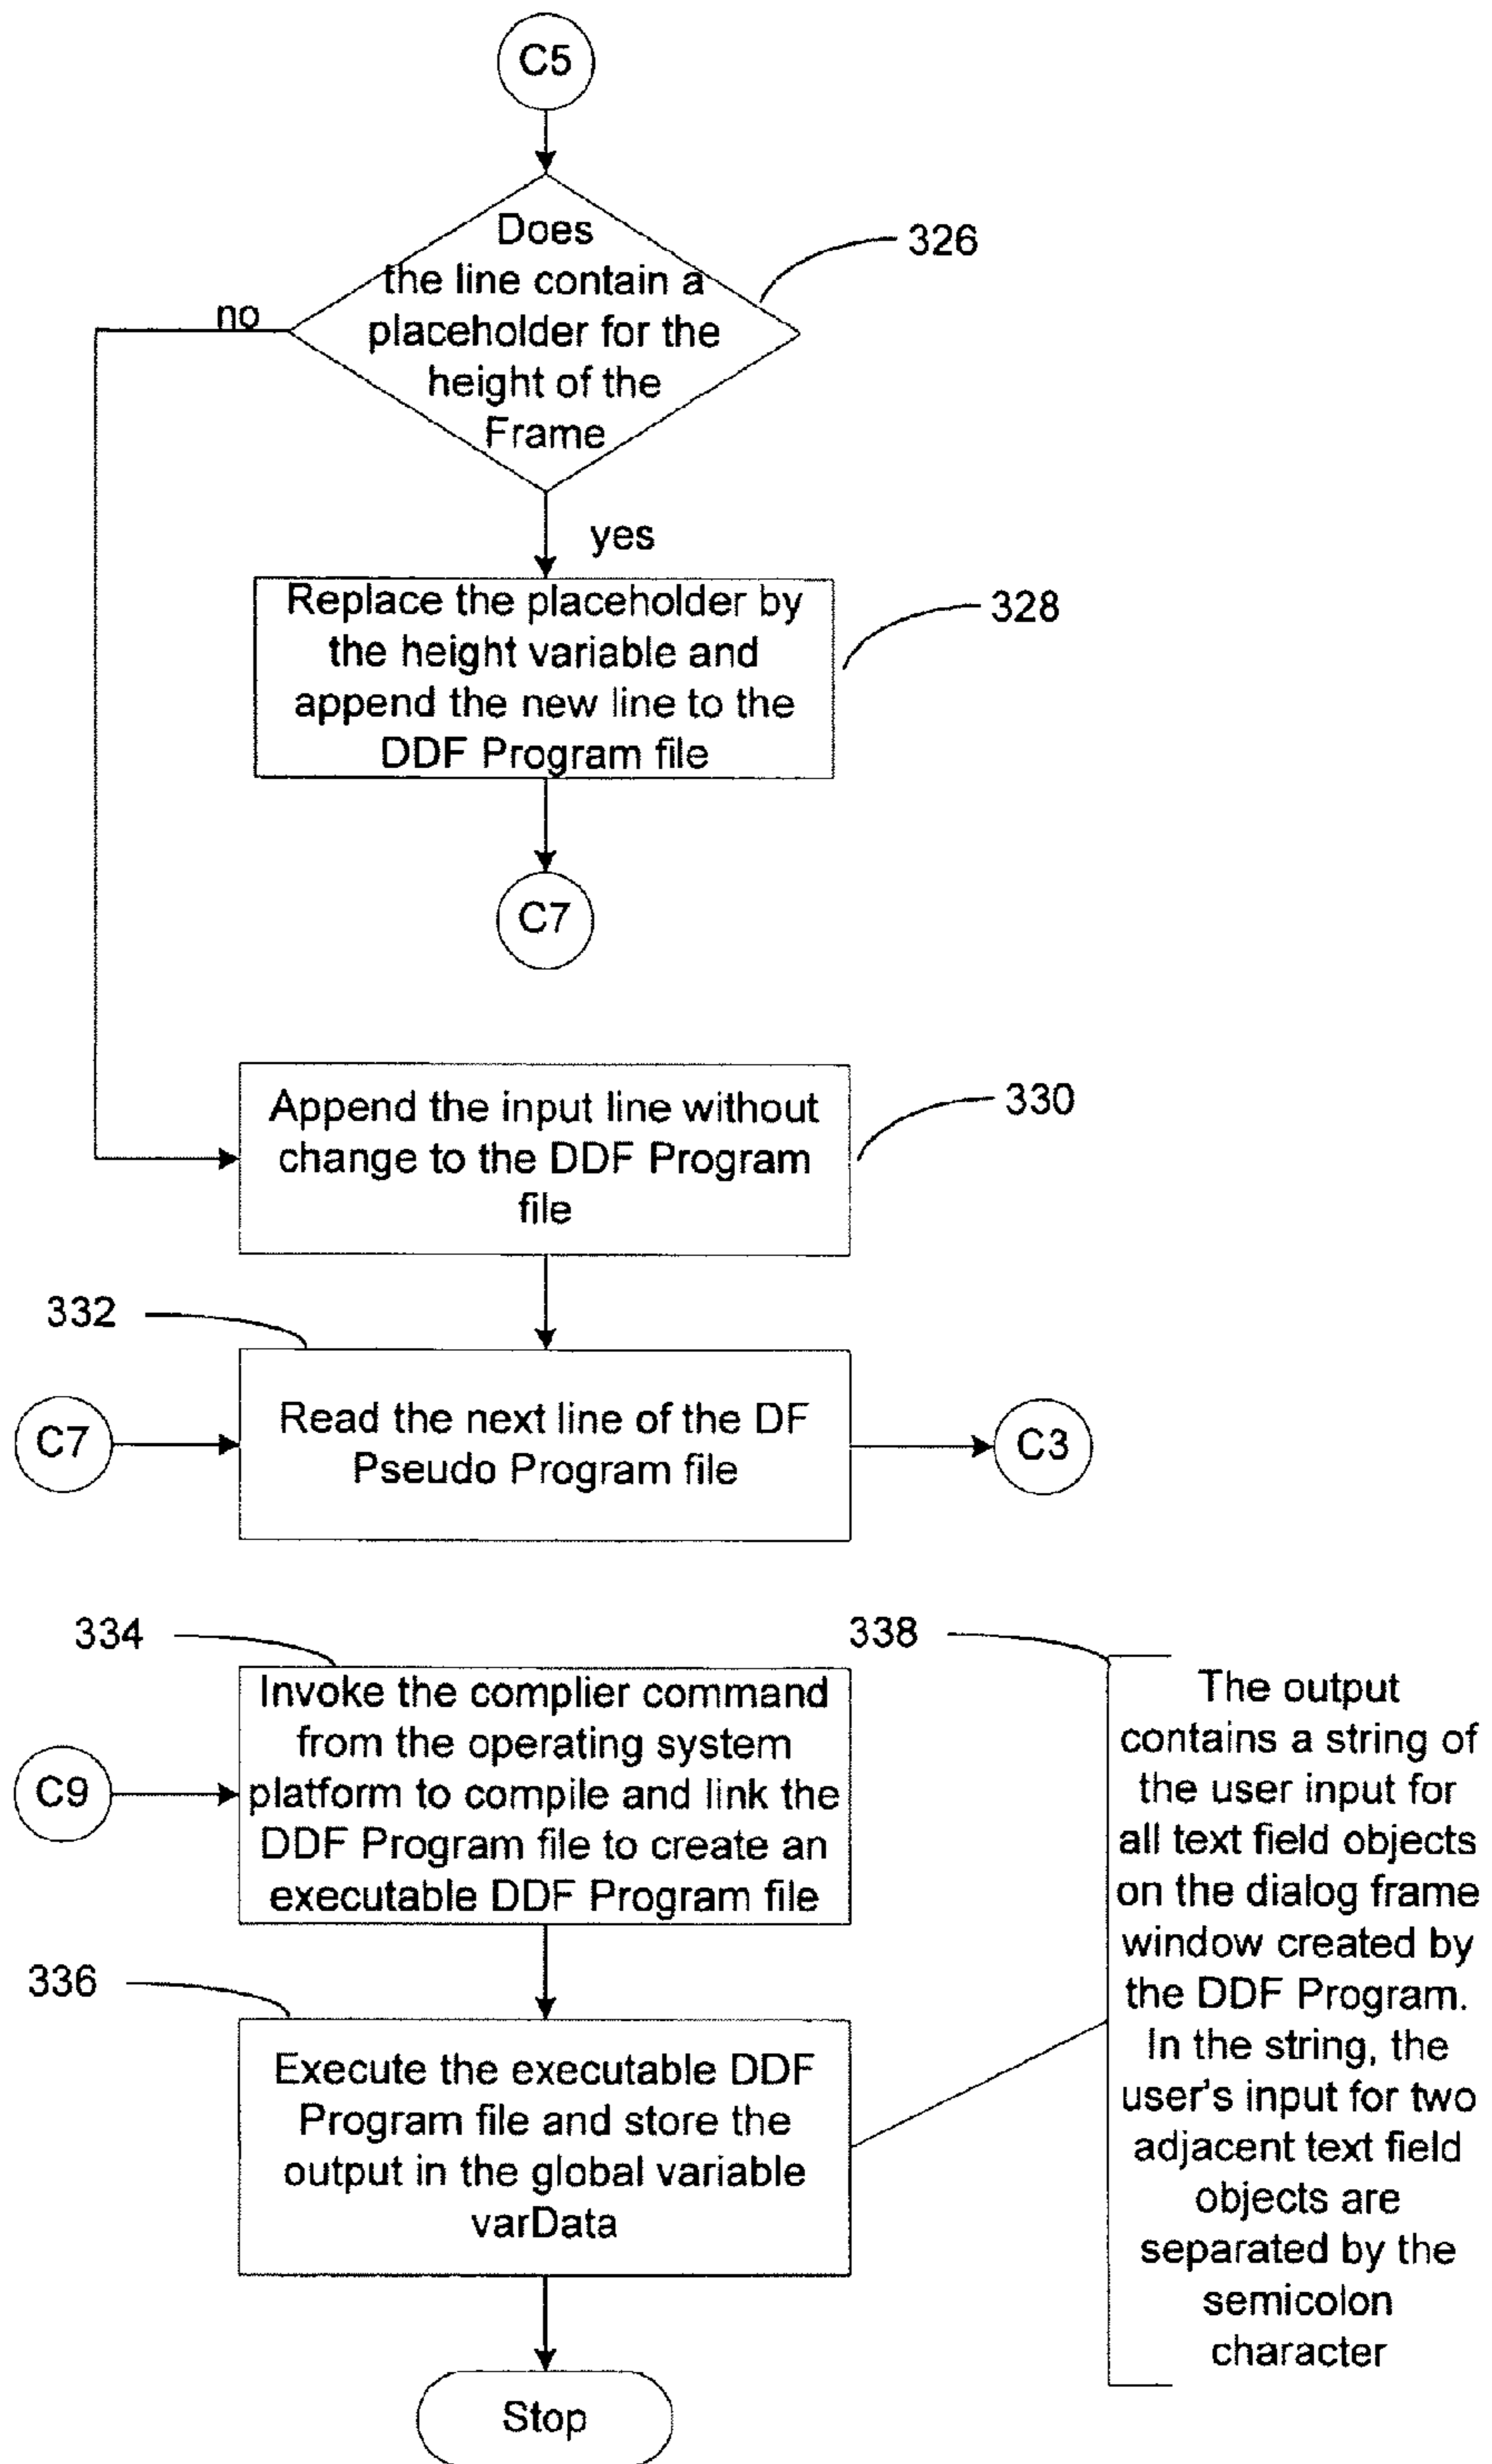 C5
Does
the line contain a
placeholder for the
height of the
Frame
326
no
yes
Replace the placeholder by
the height variable and
append the new line to the
DDF Program file
328
C7
Append the input line without
change to the DDF Program
file
330
332
C7
Read the next line of the DF
Pseudo Program file
C3
334
Invoke the complier command
from the operating system
platform to compile and link the
DDF Program file to create an
executable DDF Program file
C9
336
Execute the executable DDF
Program file and store the
output in the global variable
varData
338
The output
contains a string of
the user input for
all text field objects
on the dialog frame
window created by
the DDF Program.
In the string, the
user's input for two
adjacent text field
objects are
separated by the
semicolon
character
Stop